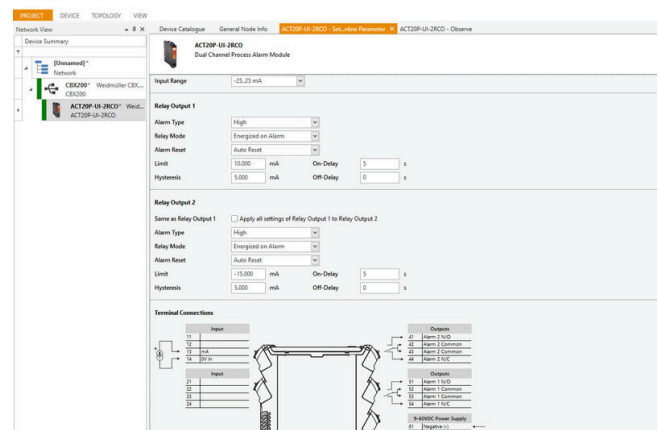 PROJECT DEVICE TOPOLOGY VIEW
Network View
Device Catalogue General Node Info ACT20P-UI-2RCO - Set...nline Parameter × ACT20P-UI-2RCO - Observe
Device Summary
[Unnamed]*
Network
CBX200* Weidmüller CBX...
CBX200
ACT20P-UI-2RCO* Weid...
ACT20P-UI-2RCO
ACT20P-UI-2RCO
Dual Channel Process Alarm Module
Input Range -25..23 mA
Relay Output 1
Alarm Type High
Relay Mode Energized on Alarm
Alarm Reset Auto Reset
Limit 10.000 mA On-Delay 5 s
Hysteresis 5.000 mA Off-Delay 0 s
Relay Output 2
Same as Relay Output 1 Apply all settings of Relay Output 1 to Relay Output 2
Alarm Type High
Relay Mode Energized on Alarm
Alarm Reset Auto Reset
Limit -15.000 mA On-Delay 5 s
Hysteresis 5.000 mA Off-Delay 0 s
Terminal Connections
Input
11
12
13 mA
14 0V in
Input
21
22
23
24
Outputs
41 Alarm 2 N/O
42 Alarm 2 Common
43 Alarm 2 Common
44 Alarm 2 N/C
Outputs
51 Alarm 1 N/O
52 Alarm 1 Common
53 Alarm 1 Common
54 Alarm 1 N/C
9-60VDC Power Supply
81 Negative (-)